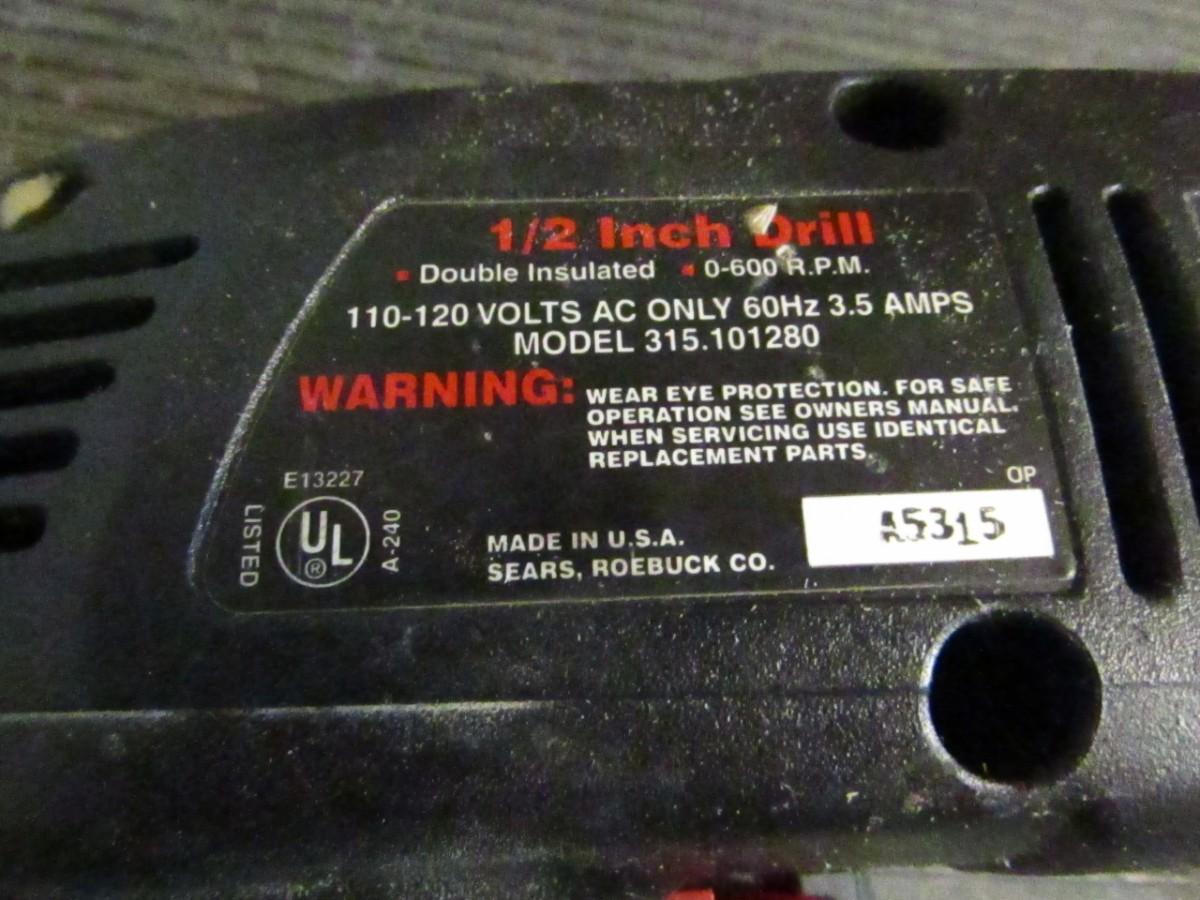 1/2 Inch Drill
▪ Double Insulated ▪ 0-600 R.P.M.
110-120 VOLTS AC ONLY 60Hz 3.5 AMPS
MODEL 315.101280
WARNING: WEAR EYE PROTECTION. FOR SAFE
OPERATION SEE OWNERS MANUAL.
WHEN SERVICING USE IDENTICAL
REPLACEMENT PARTS.
E13227
LISTED
UL
®
A-240
MADE IN U.S.A.
SEARS, ROEBUCK CO.
OP
A5315